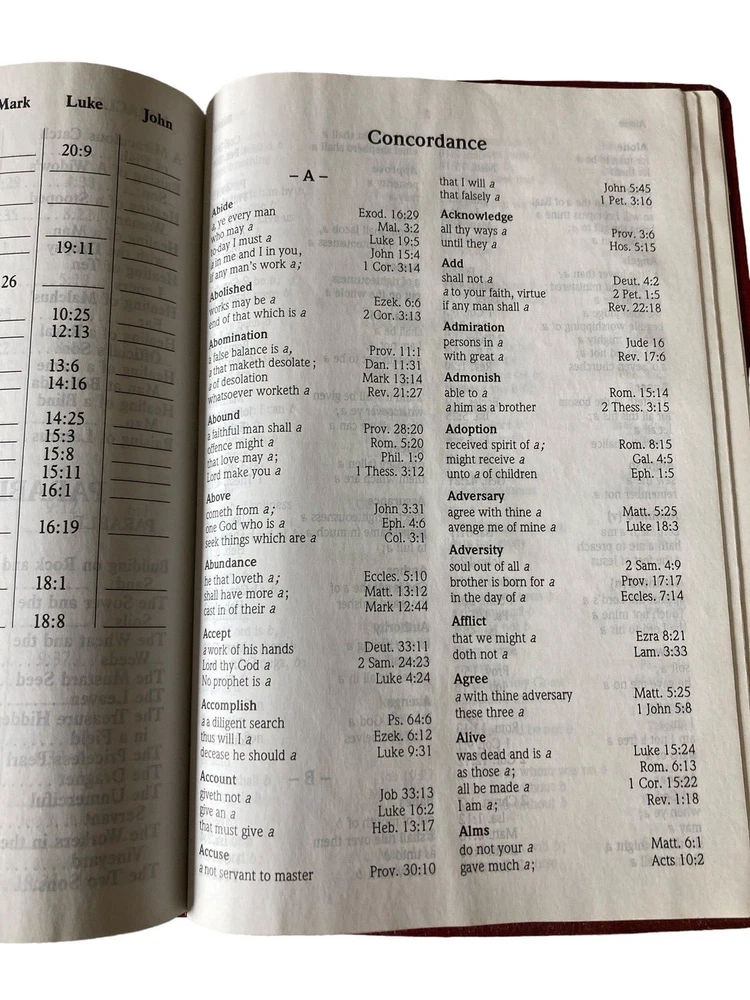 Mark Luke John
20:9
19:11
26
10:25
12:13
13:6
14:16
14:25
15:3
15:8
15:11
16:1
16:19
18:1
18:8
Concordance
– A –
Abide
a, ye every man Exod. 16:29
who may a Mal. 3:2
to-day I must a Luke 19:5
a in me and I in you, John 15:4
if any man's work a; 1 Cor. 3:14
Abolished
works may be a Ezek. 6:6
end of that which is a 2 Cor. 3:13
Abomination
a false balance is a, Prov. 11:1
a that maketh desolate; Dan. 11:31
a of desolation Mark 13:14
whatsoever worketh a Rev. 21:27
Abound
a faithful man shall a Prov. 28:20
offence might a Rom. 5:20
that love may a; Phil. 1:9
Lord make you a 1 Thess. 3:12
Above
cometh from a; John 3:31
one God who is a Eph. 4:6
seek things which are a Col. 3:1
Abundance
he that loveth a; Eccles. 5:10
shall have more a; Matt. 13:12
cast in of their a Mark 12:44
Accept
a work of his hands Deut. 33:11
Lord thy God a 2 Sam. 24:23
No prophet is a Luke 4:24
Accomplish
a a diligent search Ps. 64:6
thus will I a Ezek. 6:12
decease he should a Luke 9:31
Account
giveth not a Job 33:13
give an a Luke 16:2
that must give a Heb. 13:17
Accuse
a not servant to master Prov. 30:10
that I will a John 5:45
that falsely a 1 Pet. 3:16
Acknowledge
all thy ways a Prov. 3:6
until they a Hos. 5:15
Add
shall not a Deut. 4:2
a to your faith, virtue 2 Pet. 1:5
if any man shall a Rev. 22:18
Admiration
persons in a Jude 16
with great a Rev. 17:6
Admonish
able to a Rom. 15:14
a him as a brother 2 Thess. 3:15
Adoption
received spirit of a; Rom. 8:15
might receive a Gal. 4:5
unto a of children Eph. 1:5
Adversary
agree with thine a Matt. 5:25
avenge me of mine a Luke 18:3
Adversity
soul out of all a 2 Sam. 4:9
brother is born for a Prov. 17:17
in the day of a Eccles. 7:14
Afflict
that we might a Ezra 8:21
doth not a Lam. 3:33
Agree
a with thine adversary Matt. 5:25
these three a 1 John 5:8
Alive
was dead and is a Luke 15:24
as those a; Rom. 6:13
all be made a 1 Cor. 15:22
I am a; Rev. 1:18
Alms
do not your a Matt. 6:1
gave much a; Acts 10:2